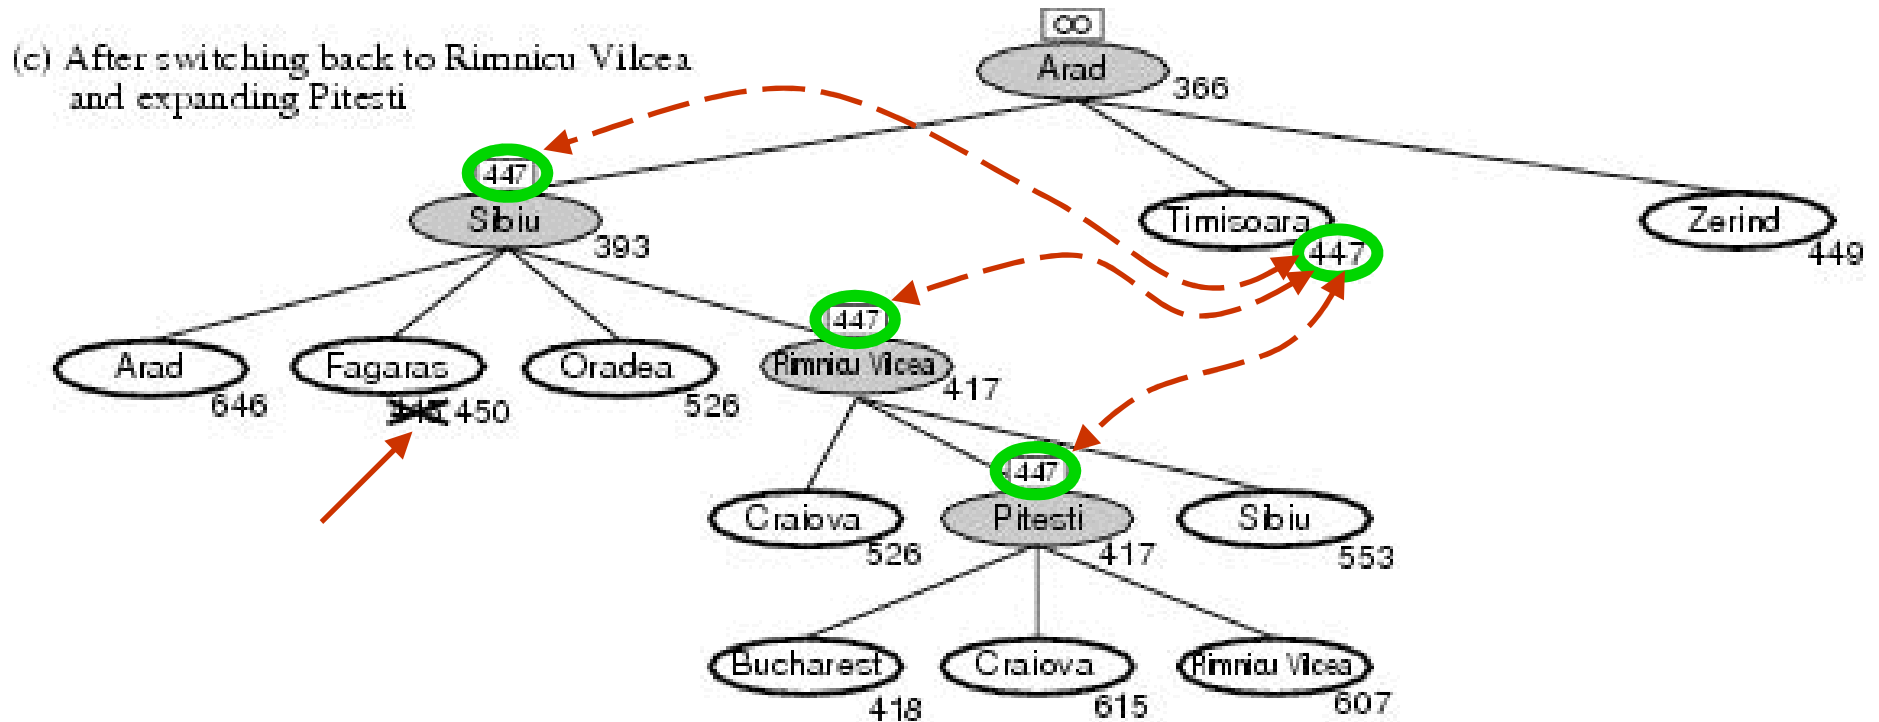 ∞
(c) After switching back to Rimnicu Vilcea
and expanding Pitesti
Arad
366
447
Sibiu
393
Timisoara
447
Zerind
449
Arad
646
Fagaras
450
Oradea
526
447
Rimnicu Vilcea
417
Craiova
526
447
Pitesti
417
Sibiu
553
Bucharest
418
Craiova
615
Rimnicu Vilcea
607